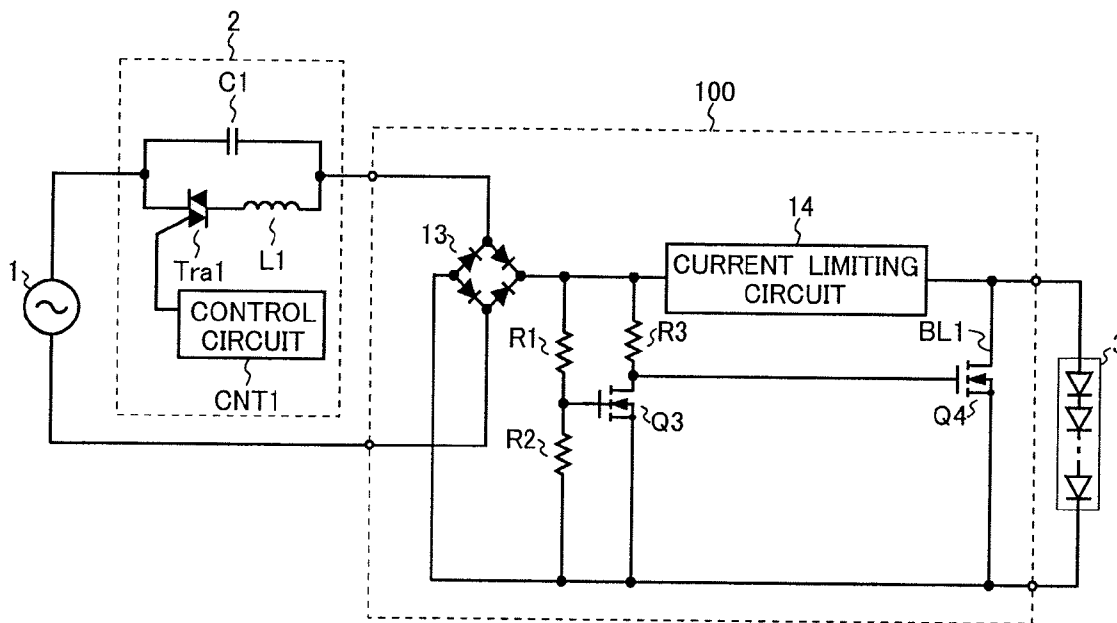 2
C1
100
Tra1
L1
13
14
1
CONTROL
CIRCUIT
CURRENT LIMITING
CIRCUIT
R1
R3
BL1
3
CNT1
Q3
Q4
R2